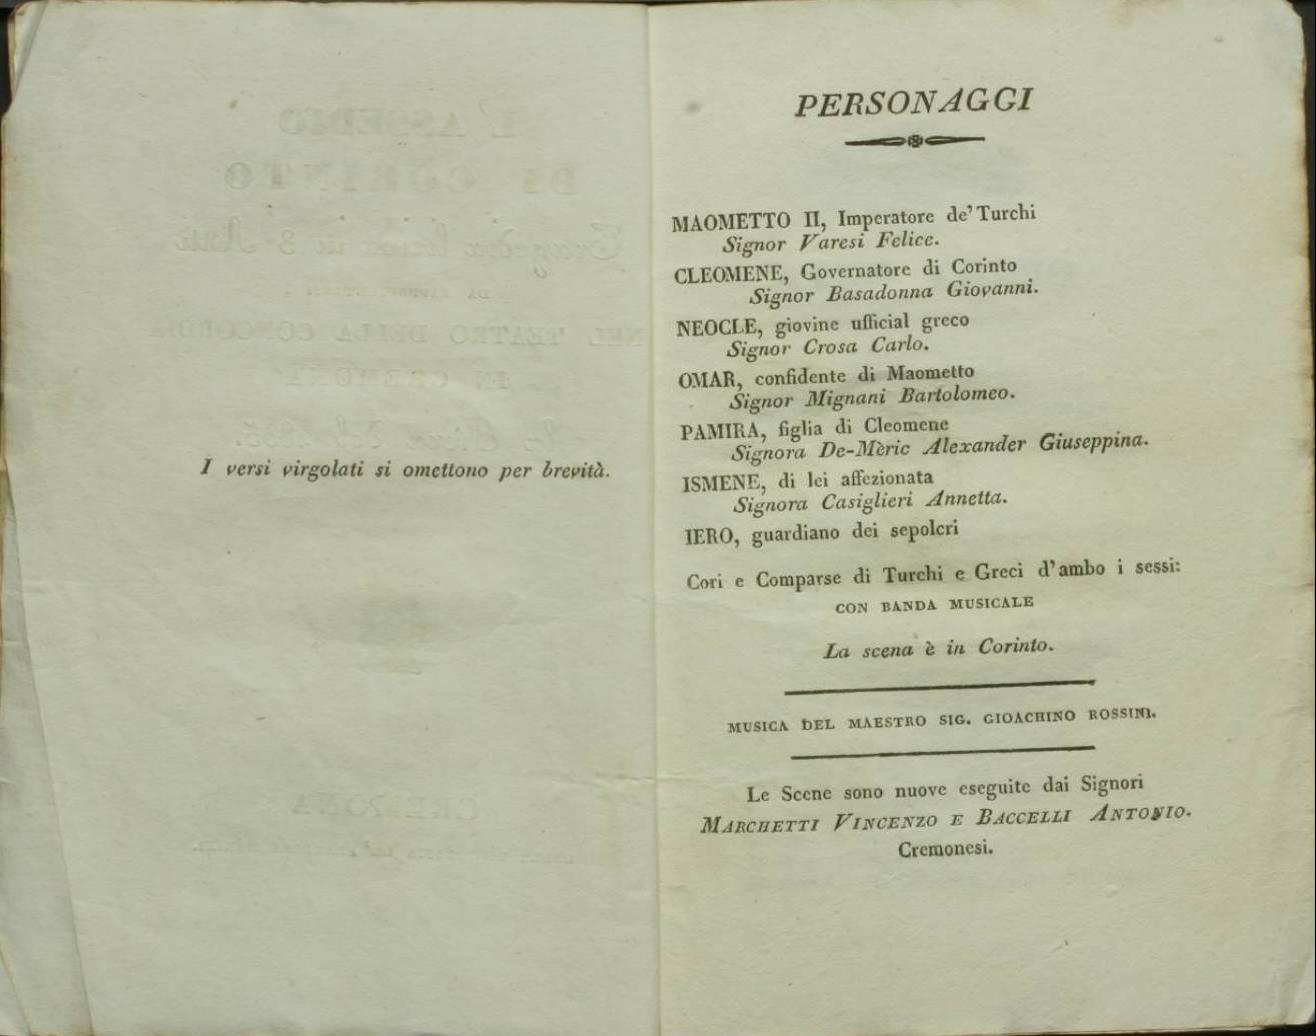 I versi virgolati si omettono per brevità.
PERSONAGGI
MAOMETTO II, Imperatore de' Turchi
Signor Varesi Felice.
CLEOMENE, Governatore di Corinto
Signor Basadonna Giovanni.
NEOCLE, giovine ufficial greco
Signor Crosa Carlo.
OMAR, confidente di Maometto
Signor Mignani Bartolomeo.
PAMIRA, figlia di Cleomene
Signora De-Mèric Alexander Giuseppina.
ISMENE, di lei affezionata
Signora Casiglieri Annetta.
IERO, guardiano dei sepolcri
Cori e Comparse di Turchi e Greci d'ambo i sessi:
CON BANDA MUSICALE
La scena è in Corinto.
MUSICA DEL MAESTRO SIG. GIOACHINO ROSSINI.
Le Scene sono nuove eseguite dai Signori
MARCHETTI VINCENZO E BACCELLI ANTONIO.
Cremonesi.